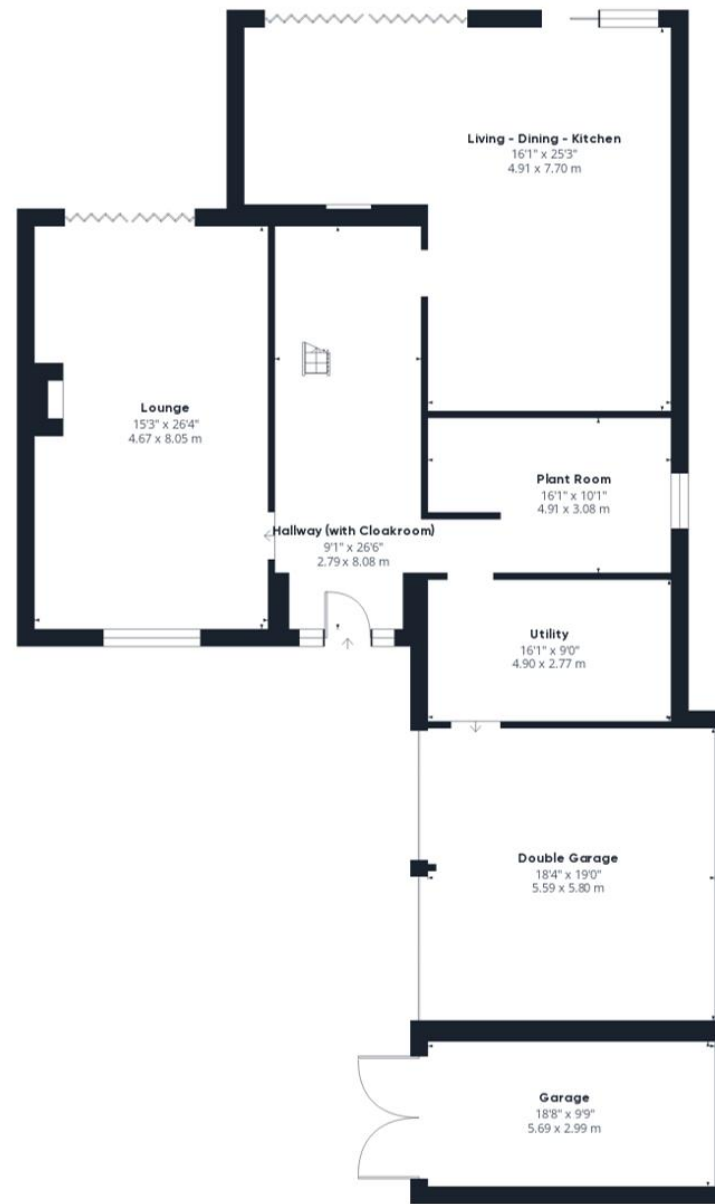 Living - Dining - Kitchen
16'1" x 25'3"
4.91 x 7.70 m
Lounge
15'3" x 26'4"
4.67 x 8.05 m
Plant Room
16'1" x 10'1"
4.91 x 3.08 m
Hallway (with Cloakroom)
9'1" x 26'6"
2.79 x 8.08 m
Utility
16'1" x 9'0"
4.90 x 2.77 m
Double Garage
18'4" x 19'0"
5.59 x 5.80 m
Garage
18'8" x 9'9"
5.69 x 2.99 m